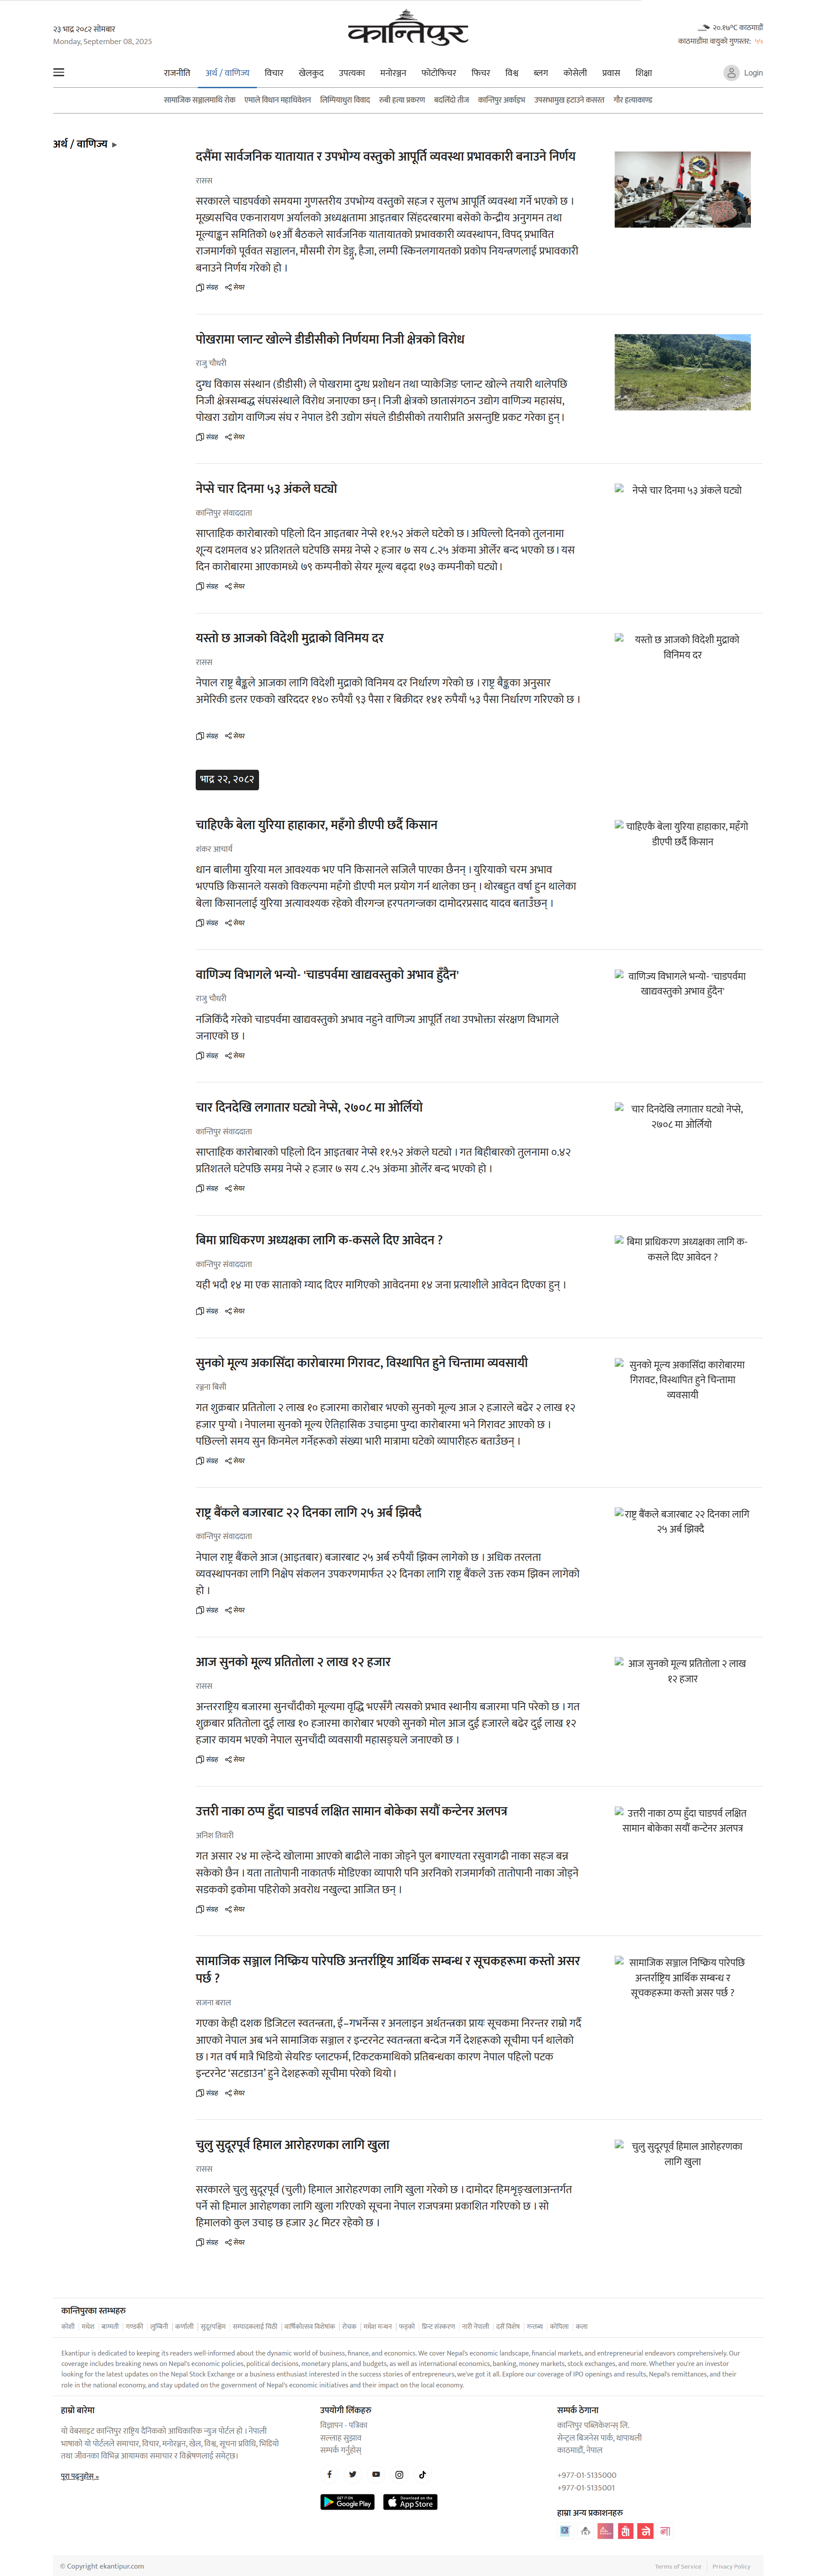 २३ भाद्र २०८२ सोमबार
Monday, September 08, 2025
कान्तिपुर
२०.१७°C काठमाडौं
काठमाडौंमा वायुको गुणस्तर: ५५
राजनीति अर्थ / वाणिज्य विचार खेलकुद उपत्यका मनोरञ्जन फोटोफिचर फिचर विश्व ब्लग कोसेली प्रवास शिक्षा
Login
सामाजिक सञ्जालमाथि रोक एमाले विधान महाधिवेशन लिम्पियाधुरा विवाद रुबी हत्या प्रकरण बदलिँदो तीज कान्तिपुर अर्काइभ उपसभामुख हटाउने कसरत गौर हत्याकाण्ड
अर्थ / वाणिज्य
दसैँमा सार्वजनिक यातायात र उपभोग्य वस्तुको आपूर्ति व्यवस्था प्रभावकारी बनाउने निर्णय
रासस
सरकारले चाडपर्वको समयमा गुणस्तरीय उपभोग्य वस्तुको सहज र सुलभ आपूर्ति व्यवस्था गर्ने भएको छ ।
मूख्यसचिव एकनारायण अर्यालको अध्यक्षतामा आइतबार सिंहदरबारमा बसेको केन्द्रीय अनुगमन तथा
मूल्याङ्कन समितिको ७१औँ बैठकले सार्वजनिक यातायातको प्रभावकारी व्यवस्थापन, विपद् प्रभावित
राजमार्गको पूर्ववत सञ्चालन, मौसमी रोग डेङ्गु, हैजा, लम्पी स्किनलगायतको प्रकोप नियन्त्रणलाई प्रभावकारी
बनाउने निर्णय गरेको हो ।
संग्रह सेयर
पोखरामा प्लान्ट खोल्ने डीडीसीको निर्णयमा निजी क्षेत्रको विरोध
राजु चौधरी
दुग्ध विकास संस्थान (डीडीसी) ले पोखरामा दुग्ध प्रशोधन तथा प्याकेजिङ प्लान्ट खोल्ने तयारी थालेपछि
निजी क्षेत्रसम्बद्ध संघसंस्थाले विरोध जनाएका छन् । निजी क्षेत्रको छातासंगठन उद्योग वाणिज्य महासंघ,
पोखरा उद्योग वाणिज्य संघ र नेपाल डेरी उद्योग संघले डीडीसीको तयारीप्रति असन्तुष्टि प्रकट गरेका हुन् ।
संग्रह सेयर
नेप्से चार दिनमा ५३ अंकले घट्यो
नेप्से चार दिनमा ५३ अंकले घट्यो
कान्तिपुर संवाददाता
साप्ताहिक कारोबारको पहिलो दिन आइतबार नेप्से ११.५२ अंकले घटेको छ । अघिल्लो दिनको तुलनामा
शून्य दशमलव ४२ प्रतिशतले घटेपछि समग्र नेप्से २ हजार ७ सय ८.२५ अंकमा ओर्लेर बन्द भएको छ । यस
दिन कारोबारमा आएकामध्ये ७९ कम्पनीको सेयर मूल्य बढ्दा १७३ कम्पनीको घट्यो ।
संग्रह सेयर
यस्तो छ आजको विदेशी मुद्राको विनिमय दर
यस्तो छ आजको विदेशी मुद्राको
विनिमय दर
रासस
नेपाल राष्ट्र बैङ्कले आजका लागि विदेशी मुद्राको विनिमय दर निर्धारण गरेको छ । राष्ट्र बैङ्कका अनुसार
अमेरिकी डलर एकको खरिददर १४० रुपैयाँ ९३ पैसा र बिक्रीदर १४१ रुपैयाँ ५३ पैसा निर्धारण गरिएको छ ।
संग्रह सेयर
भाद्र २२, २०८२
चाहिएकै बेला युरिया हाहाकार, महँगो डीएपी छर्दै किसान
चाहिएकै बेला युरिया हाहाकार, महँगो
डीएपी छर्दै किसान
शंकर आचार्य
धान बालीमा युरिया मल आवश्यक भए पनि किसानले सजिलै पाएका छैनन् । युरियाको चरम अभाव
भएपछि किसानले यसको विकल्पमा महँगो डीएपी मल प्रयोग गर्न थालेका छन् । थोरबहुत वर्षा हुन थालेका
बेला किसानलाई युरिया अत्यावश्यक रहेको वीरगन्ज हरपतगन्जका दामोदरप्रसाद यादव बताउँछन् ।
संग्रह सेयर
वाणिज्य विभागले भन्यो- 'चाडपर्वमा खाद्यवस्तुको अभाव हुँदैन'
वाणिज्य विभागले भन्यो- 'चाडपर्वमा
खाद्यवस्तुको अभाव हुँदैन'
राजु चौधरी
नजिकिँदै गरेको चाडपर्वमा खाद्यवस्तुको अभाव नहुने वाणिज्य आपूर्ति तथा उपभोक्ता संरक्षण विभागले
जनाएको छ ।
संग्रह सेयर
चार दिनदेखि लगातार घट्यो नेप्से, २७०८ मा ओर्लियो
चार दिनदेखि लगातार घट्यो नेप्से,
२७०८ मा ओर्लियो
कान्तिपुर संवाददाता
साप्ताहिक कारोबारको पहिलो दिन आइतबार नेप्से ११.५२ अंकले घट्यो । गत बिहीबारको तुलनामा ०.४२
प्रतिशतले घटेपछि समग्र नेप्से २ हजार ७ सय ८.२५ अंकमा ओर्लेर बन्द भएको हो ।
संग्रह सेयर
बिमा प्राधिकरण अध्यक्षका लागि क-कसले दिए आवेदन ?
बिमा प्राधिकरण अध्यक्षका लागि क-
कसले दिए आवेदन ?
कान्तिपुर संवाददाता
यही भदौ १४ मा एक साताको म्याद दिएर मागिएको आवेदनमा १४ जना प्रत्याशीले आवेदन दिएका हुन् ।
संग्रह सेयर
सुनको मूल्य अकासिँदा कारोबारमा गिरावट, विस्थापित हुने चिन्तामा व्यवसायी
सुनको मूल्य अकासिँदा कारोबारमा
गिरावट, विस्थापित हुने चिन्तामा
व्यवसायी
रञ्जना बिसी
गत शुक्रबार प्रतितोला २ लाख १० हजारमा कारोबार भएको सुनको मूल्य आज २ हजारले बढेर २ लाख १२
हजार पुग्यो । नेपालमा सुनको मूल्य ऐतिहासिक उचाइमा पुग्दा कारोबारमा भने गिरावट आएको छ ।
पछिल्लो समय सुन किनमेल गर्नेहरूको संख्या भारी मात्रामा घटेको व्यापारीहरु बताउँछन् ।
संग्रह सेयर
राष्ट्र बैंकले बजारबाट २२ दिनका लागि २५ अर्ब झिक्दै
राष्ट्र बैंकले बजारबाट २२ दिनका लागि
२५ अर्ब झिक्दै
कान्तिपुर संवाददाता
नेपाल राष्ट्र बैंकले आज (आइतबार) बजारबाट २५ अर्ब रुपैयाँ झिक्न लागेको छ । अधिक तरलता
व्यवस्थापनका लागि निक्षेप संकलन उपकरणमार्फत २२ दिनका लागि राष्ट्र बैंकले उक्त रकम झिक्न लागेको
हो ।
संग्रह सेयर
आज सुनको मूल्य प्रतितोला २ लाख १२ हजार
आज सुनको मूल्य प्रतितोला २ लाख
१२ हजार
रासस
अन्तरराष्ट्रिय बजारमा सुनचाँदीको मूल्यमा वृद्धि भएसँगै त्यसको प्रभाव स्थानीय बजारमा पनि परेको छ । गत
शुक्रबार प्रतितोला दुई लाख १० हजारमा कारोबार भएको सुनको मोल आज दुई हजारले बढेर दुई लाख १२
हजार कायम भएको नेपाल सुनचाँदी व्यवसायी महासङ्घले जनाएको छ ।
संग्रह सेयर
उत्तरी नाका ठप्प हुँदा चाडपर्व लक्षित सामान बोकेका सयौं कन्टेनर अलपत्र
उत्तरी नाका ठप्प हुँदा चाडपर्व लक्षित
सामान बोकेका सयौं कन्टेनर अलपत्र
अनिश तिवारी
गत असार २४ मा ल्हेन्दे खोलामा आएको बाढीले नाका जोड्ने पुल बगाएयता रसुवागढी नाका सहज बन्न
सकेको छैन । यता तातोपानी नाकातर्फ मोडिएका व्यापारी पनि अरनिको राजमार्गको तातोपानी नाका जोड्ने
सडकको इकोमा पहिरोको अवरोध नखुल्दा आजित छन् ।
संग्रह सेयर
सामाजिक सञ्जाल निष्क्रिय पारेपछि अन्तर्राष्ट्रिय आर्थिक सम्बन्ध र सूचकहरूमा कस्तो असर
पर्छ ?
सामाजिक सञ्जाल निष्क्रिय पारेपछि
अन्तर्राष्ट्रिय आर्थिक सम्बन्ध र
सूचकहरूमा कस्तो असर पर्छ ?
सजना बराल
गएका केही दशक डिजिटल स्वतन्त्रता, ई–गभर्नेन्स र अनलाइन अर्थतन्त्रका प्रायः सूचकमा निरन्तर राम्रो गर्दै
आएको नेपाल अब भने सामाजिक सञ्जाल र इन्टरनेट स्वतन्त्रता बन्देज गर्ने देशहरूको सूचीमा पर्न थालेको
छ । गत वर्ष मात्रै भिडियो सेयरिङ प्लाटफर्म, टिकटकमाथिको प्रतिबन्धका कारण नेपाल पहिलो पटक
इन्टरनेट 'सटडाउन' हुने देशहरूको सूचीमा परेको थियो ।
संग्रह सेयर
चुलु सुदूरपूर्व हिमाल आरोहरणका लागि खुला
चुलु सुदूरपूर्व हिमाल आरोहरणका
लागि खुला
रासस
सरकारले चुलु सुदूरपूर्व (चुली) हिमाल आरोहरणका लागि खुला गरेको छ । दामोदर हिमशृङ्खलाअन्तर्गत
पर्ने सो हिमाल आरोहणका लागि खुला गरिएको सूचना नेपाल राजपत्रमा प्रकाशित गरिएको छ । सो
हिमालको कुल उचाइ छ हजार ३८ मिटर रहेको छ ।
संग्रह सेयर
कान्तिपुरका स्तम्भहरु
कोशी मधेश बाग्मती गण्डकी लुम्बिनी कर्णाली सुदूरपश्चिम सम्पादकलाई चिठी वार्षिकोत्सव विशेषांक रोचक मधेश मन्थन फड्को प्रिन्ट संस्करण नारी नेपाली दसैं विशेष गन्तब्य कोपिला कला
Ekantipur is dedicated to keeping its readers well-informed about the dynamic world of business, finance, and economics. We cover Nepal's economic landscape, financial markets, and entrepreneurial endeavors comprehensively. Our
coverage includes breaking news on Nepal's economic policies, political decisions, monetary plans, and budgets, as well as international economics, banking, money markets, stock exchanges, and more. Whether you're an investor
looking for the latest updates on the Nepal Stock Exchange or a business enthusiast interested in the success stories of entrepreneurs, we've got it all. Explore our coverage of IPO openings and results, Nepal's remittances, and their
role in the national economy, and stay updated on the government of Nepal's economic initiatives and their impact on the local economy.
हाम्रो बारेमा
यो वेबसाइट कान्तिपुर राष्ट्रिय दैनिकको आधिकारिक न्युज पोर्टल हो । नेपाली
भाषाको यो पोर्टलले समाचार, विचार, मनोरञ्जन, खेल, विश्व, सूचना प्रविधि, भिडियो
तथा जीवनका विभिन्न आयामका समाचार र विश्लेषणलाई समेट्छ।
पुरा पढ्नुहोस »
उपयोगी लिंकहरु
विज्ञापन - पत्रिका
सल्लाह सुझाव
सम्पर्क गर्नुहोस्
GET IT ON Google Play
Download on the App Store
सम्पर्क ठेगाना
कान्तिपुर पब्लिकेशन्स् लि.
सेन्ट्रल बिजनेस पार्क, थापाथली
काठमाडौं, नेपाल
+977-01-5135000
+977-01-5135001
हाम्रा अन्य प्रकाशनहरु
© Copyright ekantipur.com
Terms of Service Privacy Policy